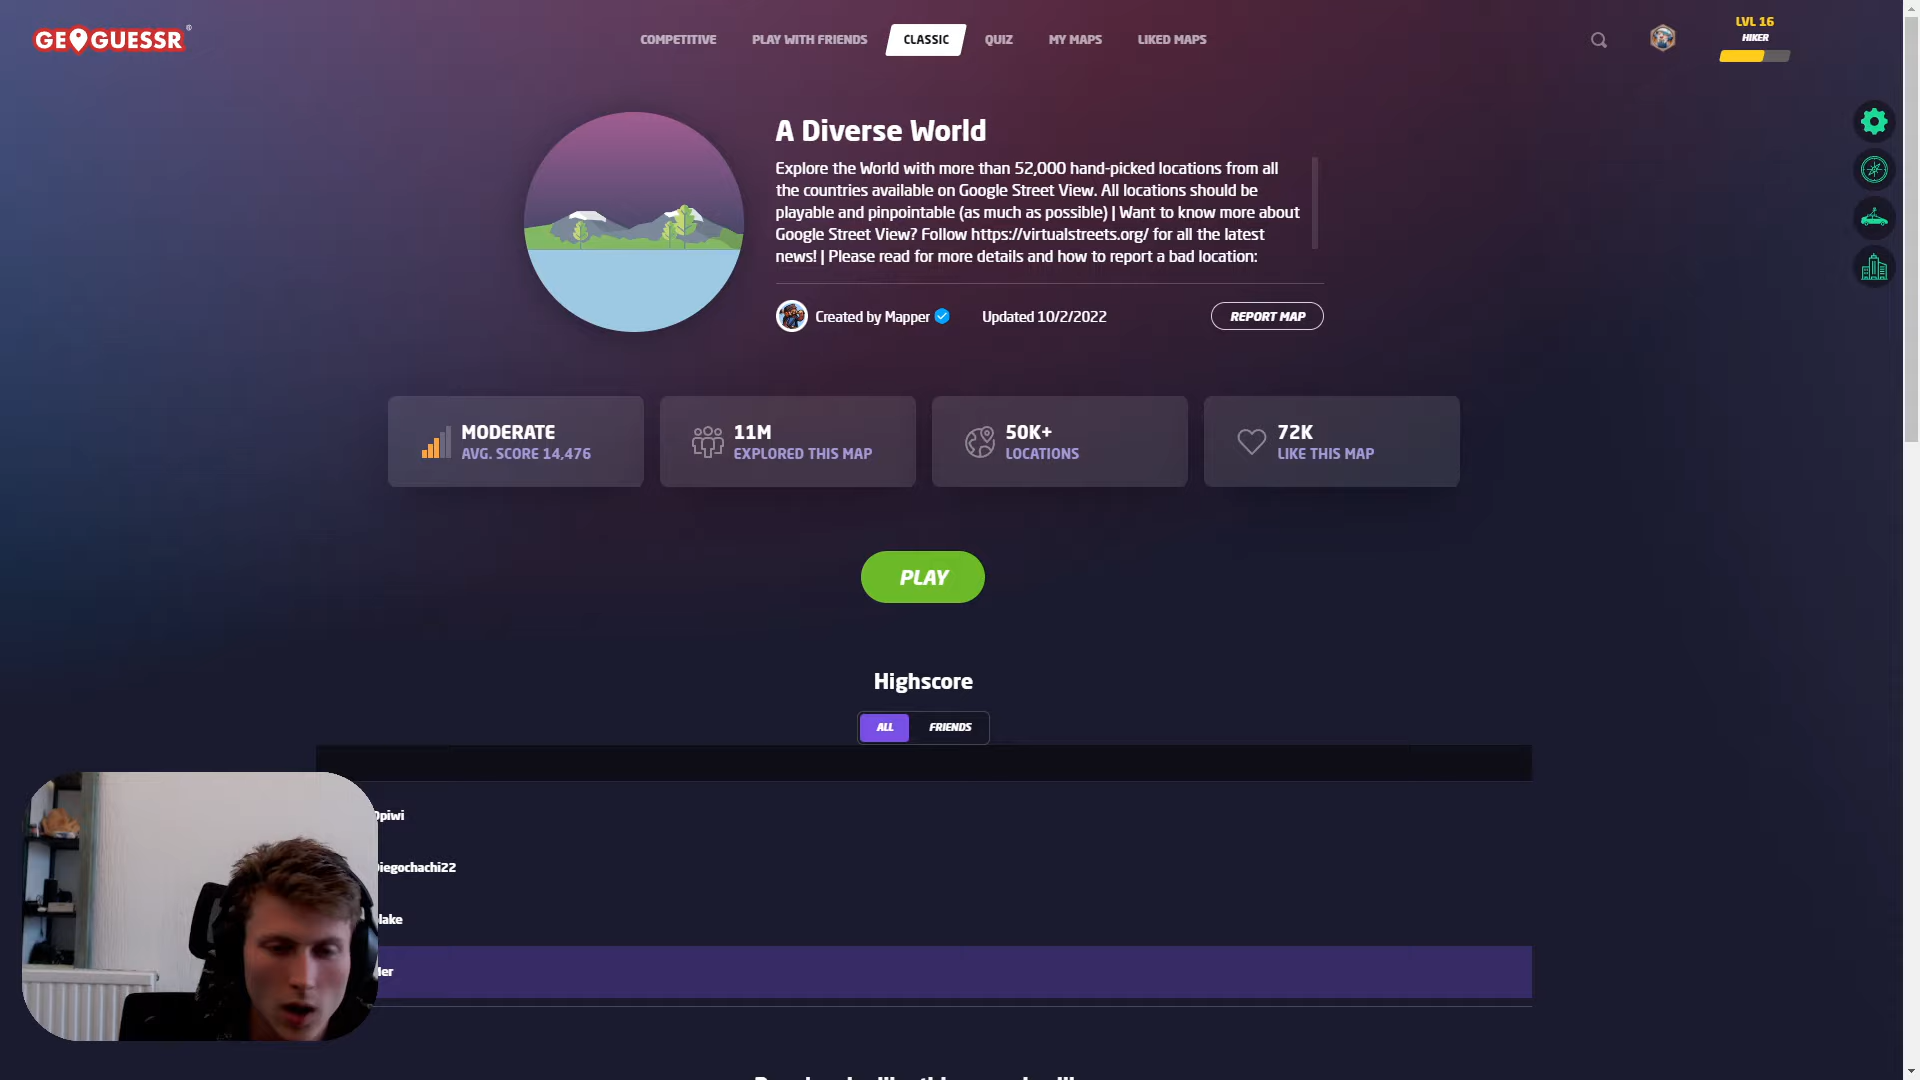 GEOGUESSR®
COMPETITIVE
PLAY WITH FRIENDS
CLASSIC
QUIZ
MY MAPS
LIKED MAPS
LVL 16
HIKER
A Diverse World
Explore the World with more than 52,000 hand-picked locations from all
the countries available on Google Street View. All locations should be
playable and pinpointable (as much as possible) | Want to know more about
Google Street View? Follow https://virtualstreets.org/ for all the latest
news! | Please read for more details and how to report a bad location:
Created by Mapper
Updated 10/2/2022
REPORT MAP
MODERATE
AVG. SCORE 14,476
11M
EXPLORED THIS MAP
50K+
LOCATIONS
72K
LIKE THIS MAP
PLAY
Highscore
ALL
FRIENDS
Opiwi
Diegochachi22